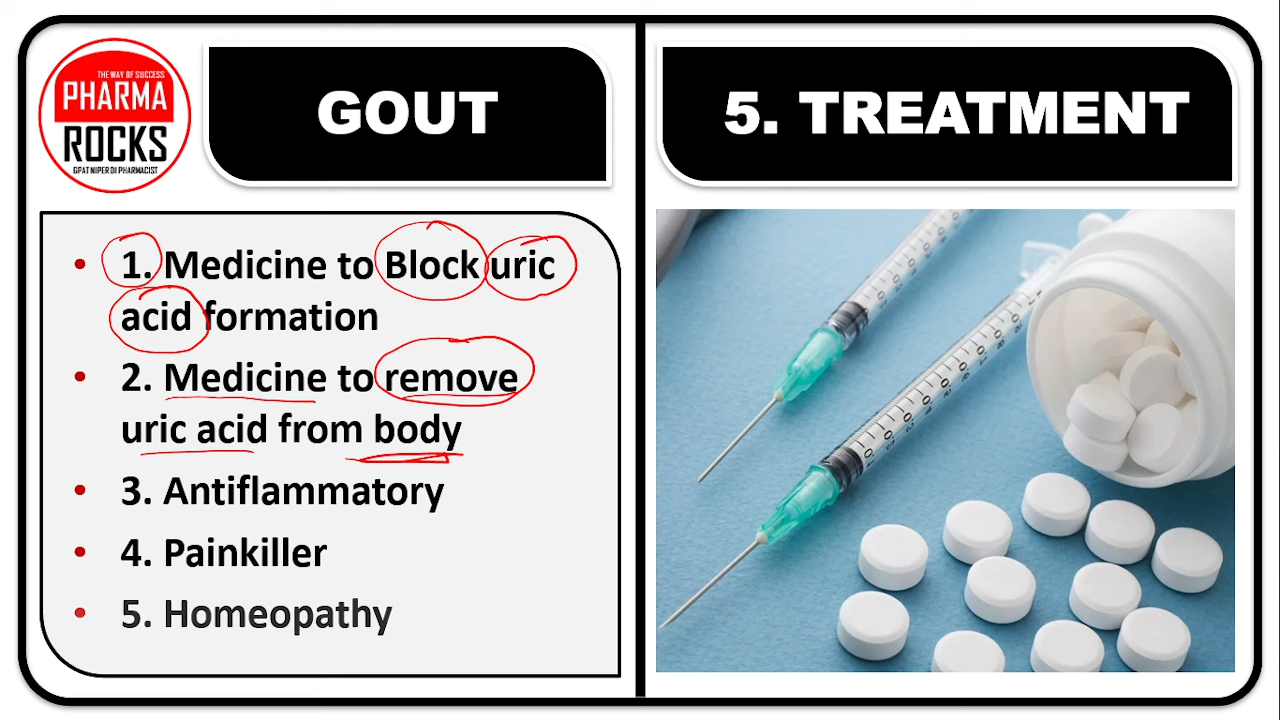 THE WAY OF SUCCESS
PHARMA
ROCKS
GPAT NIPER DI PHARMACIST
GOUT
• 1. Medicine to Block uric
acid formation
• 2. Medicine to remove
uric acid from body
• 3. Antiflammatory
• 4. Painkiller
• 5. Homeopathy
5. TREATMENT